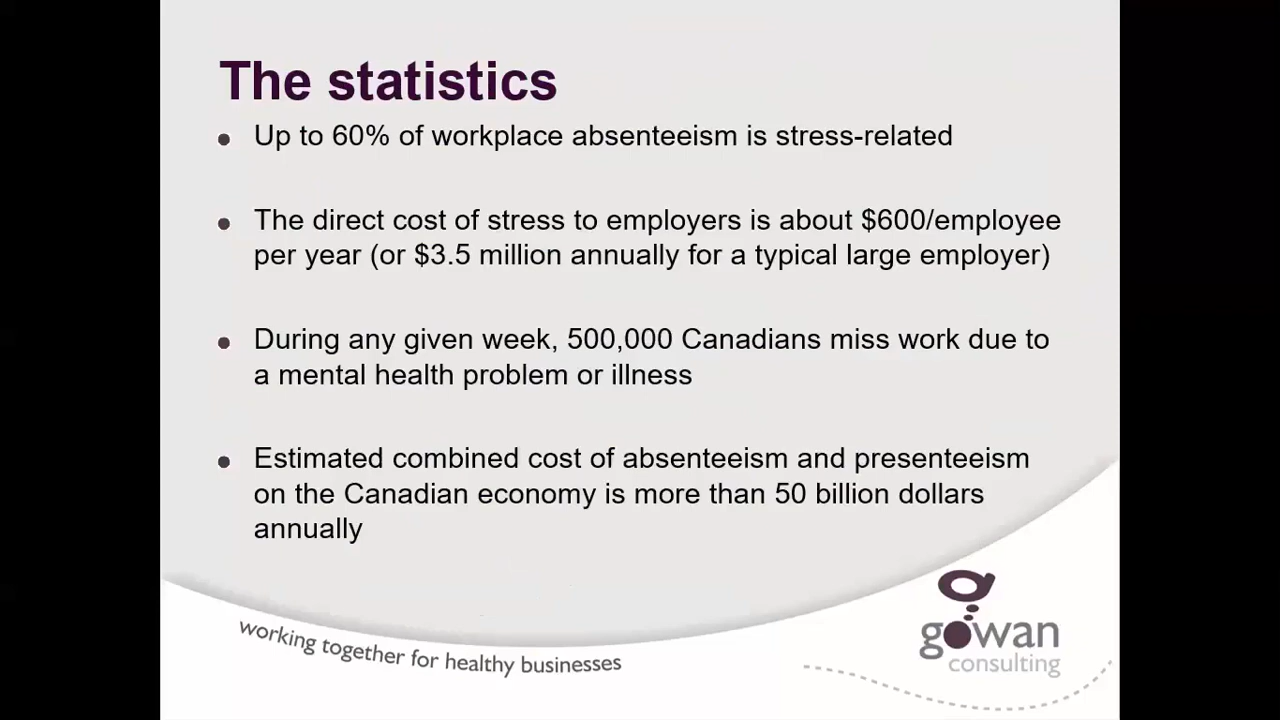 The statistics
• Up to 60% of workplace absenteeism is stress-related
• The direct cost of stress to employers is about $600/employee
per year (or $3.5 million annually for a typical large employer)
• During any given week, 500,000 Canadians miss work due to
a mental health problem or illness
• Estimated combined cost of absenteeism and presenteeism
on the Canadian economy is more than 50 billion dollars
annually
working together for healthy businesses
gowan
consulting